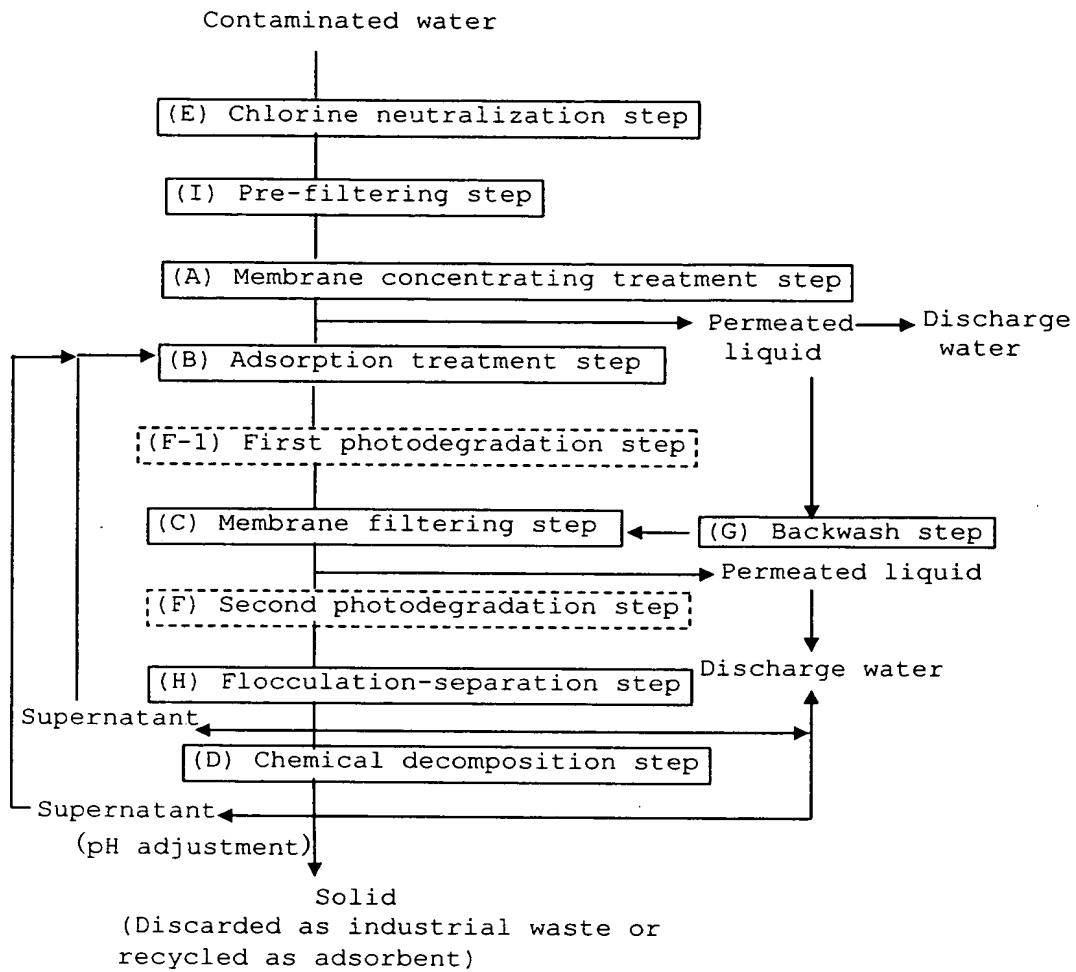 Contaminated water
(E) Chlorine neutralization step
(I) Pre-filtering step
(A) Membrane concentrating treatment step
Permeated
liquid
Discharge
water
(B) Adsorption treatment step
(F-1) First photodegradation step
(C) Membrane filtering step
(G) Backwash step
Permeated liquid
(F) Second photodegradation step
(H) Flocculation-separation step
Discharge water
Supernatant
(D) Chemical decomposition step
Supernatant
(pH adjustment)
Solid
(Discarded as industrial waste or
recycled as adsorbent)